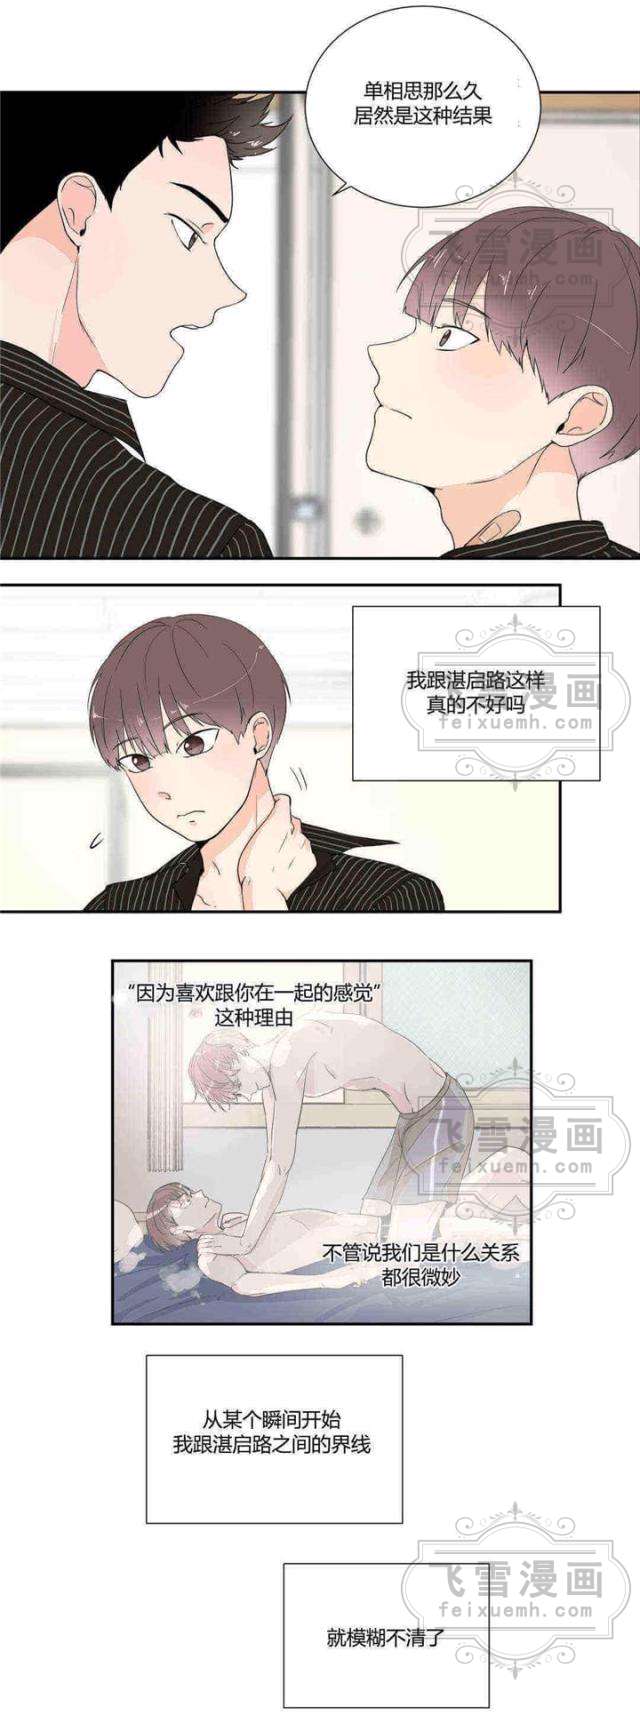 单相思那么久
居然是这种结果
飞雪漫画
feixuemh.com
我跟湛启路这样
真的不好吗
飞雪漫画
feixuemh.com
“因为喜欢跟你在一起的感觉”
这种理由
飞雪漫画
feixuemh.com
不管说我们是什么关系
都很微妙
从某个瞬间开始
我跟湛启路之间的界线
飞雪漫画
feixuemh.com
就模糊不清了